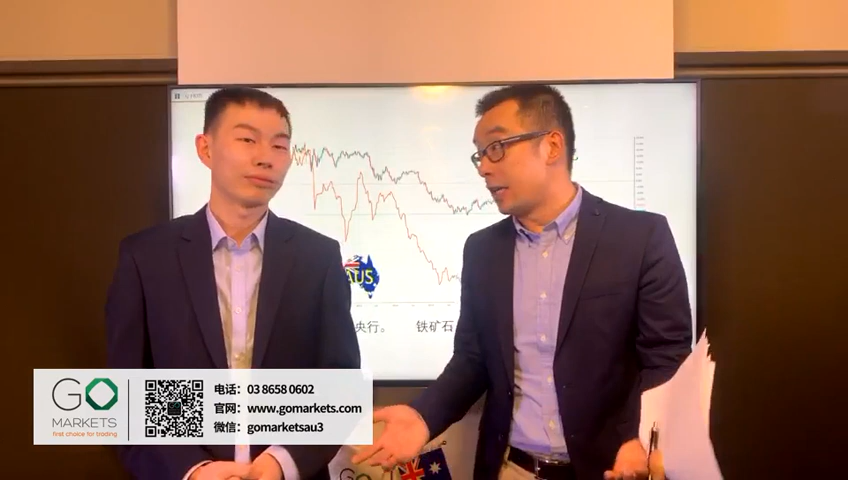 AUS
央行。 铁矿石
GO
MARKETS
first choice for trading
电话： 03 8658 0602
官网： www.gomarkets.com
微信： gomarketsau3
GO